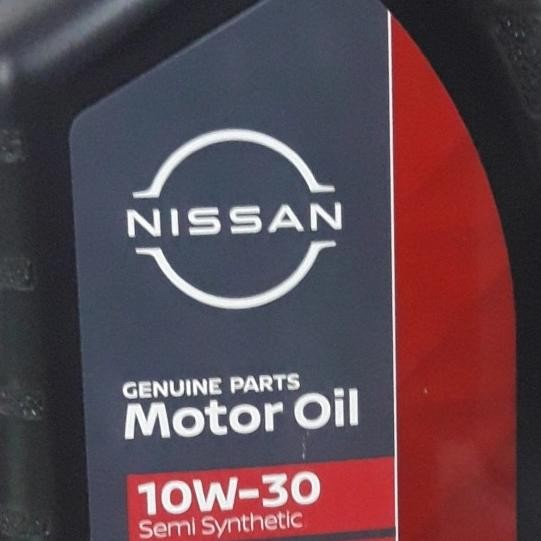 NISSAN
GENUINE PARTS
Motor Oil
10W-30
Semi Synthetic